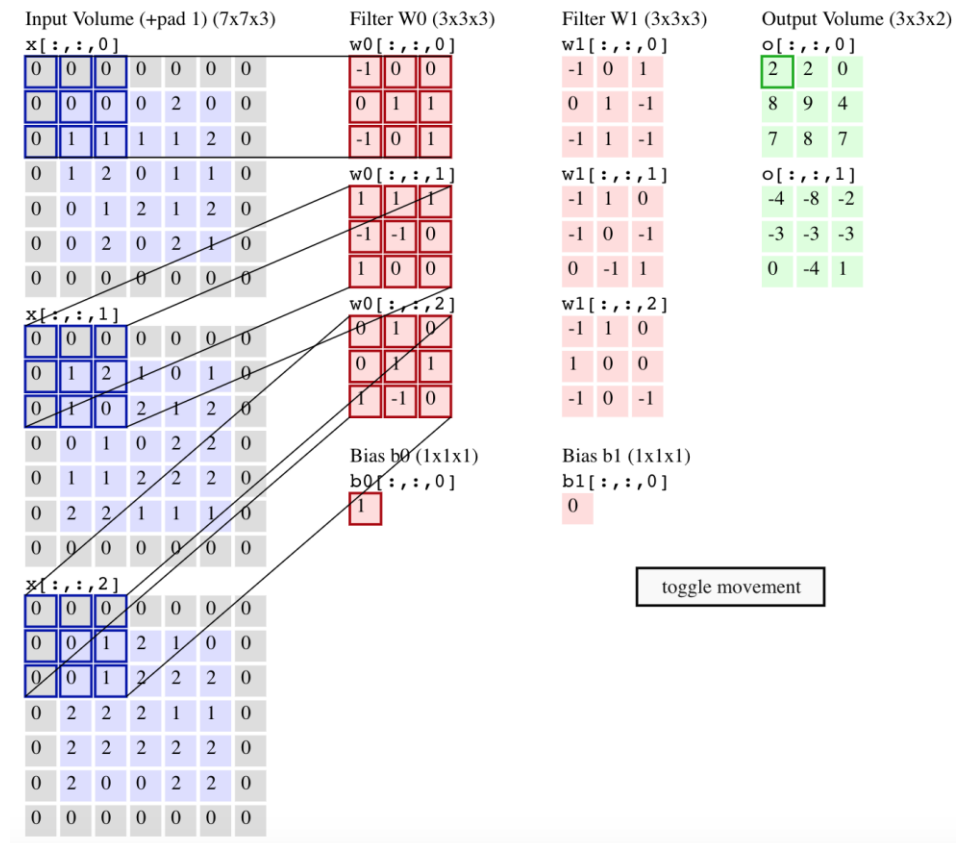 Input Volume (+pad 1) (7x7x3)
x[:,:,0]
0 0 0 0 0 0 0
0 0 0 0 2 0 0
0 1 1 1 1 2 0
0 1 2 0 1 1 0
0 0 1 2 1 2 0
0 0 2 0 2 1 0
0 0 0 0 0 0 0
x[:,:,1]
0 0 0 0 0 0 0
0 1 2 1 0 1 0
0 1 0 2 1 2 0
0 0 1 0 2 2 0
0 1 1 2 2 2 0
0 2 2 1 1 1 0
0 0 0 0 0 0 0
x[:,:,2]
0 0 0 0 0 0 0
0 0 1 2 1 0 0
0 0 1 2 2 2 0
0 2 2 2 1 1 0
0 2 2 2 2 2 0
0 2 0 0 2 2 0
0 0 0 0 0 0 0
Filter W0 (3x3x3)
w0[:,:,0]
-1 0 0
0 1 1
-1 0 1
w0[:,:,1]
1 1 1
-1 -1 0
1 0 0
w0[:,:,2]
0 1 0
0 1 1
1 -1 0
Bias b0 (1x1x1)
b0[:,:,0]
1
Filter W1 (3x3x3)
w1[:,:,0]
-1 0 1
0 1 -1
-1 1 -1
w1[:,:,1]
-1 1 0
-1 0 -1
0 -1 1
w1[:,:,2]
-1 1 0
1 0 0
-1 0 -1
Bias b1 (1x1x1)
b1[:,:,0]
0
Output Volume (3x3x2)
o[:,:,0]
2 2 0
8 9 4
7 8 7
o[:,:,1]
-4 -8 -2
-3 -3 -3
0 -4 1
toggle movement